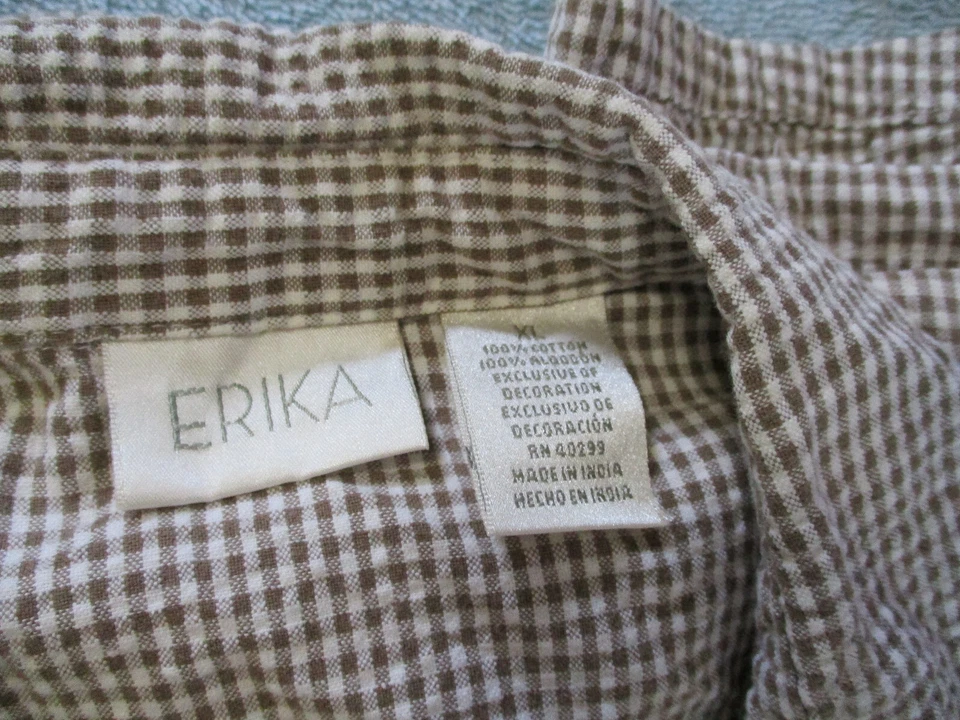 ERIKA
XL
100% COTTON
100% ALGODÓN
EXCLUSIVE OF
DECORATION
EXCLUSIVO DE
DECORACIÓN
RN 40299
MADE IN INDIA
HECHO EN INDIA